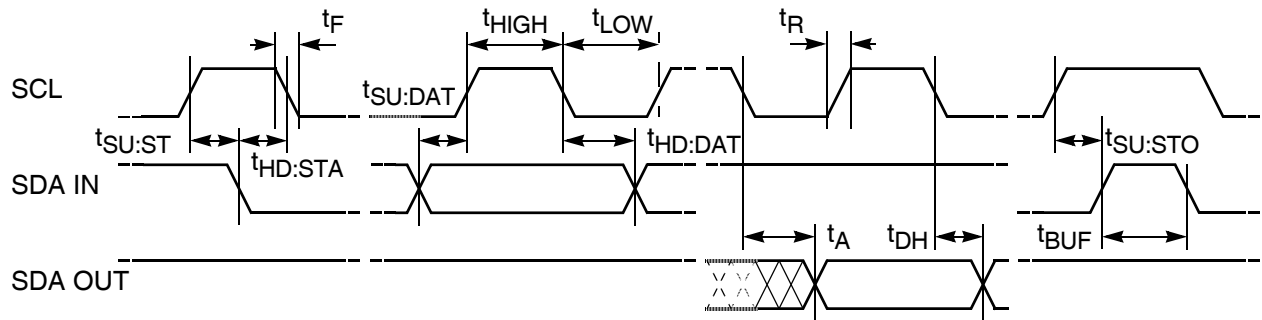 tF
tHIGH
tLOW
tR
SCL
tSU:DAT
tSU:ST
tHD:STA
tHD:DAT
tSU:STO
SDA IN
tA
tDH
tBUF
SDA OUT